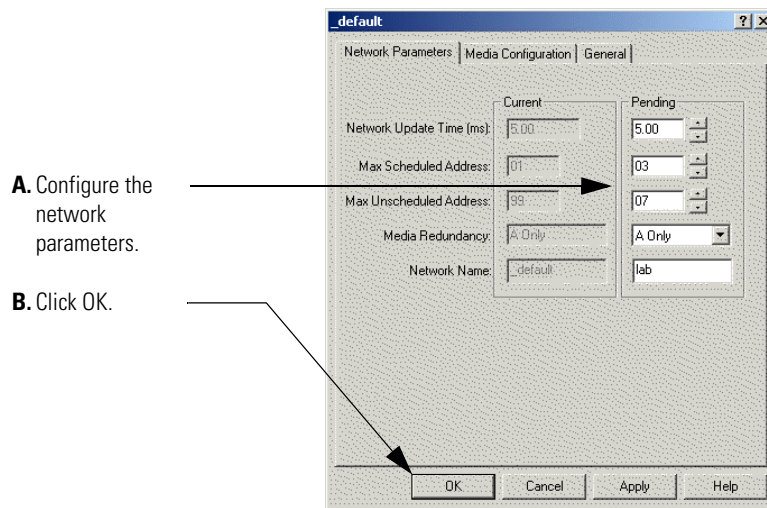 _default
Network Parameters Media Configuration General
Current Pending
Network Update Time (ms): 5.00 5.00
Max Scheduled Address: 01 03
Max Unscheduled Address: 99 07
Media Redundancy: A Only A Only
Network Name: _default lab
A. Configure the
network
parameters.
B. Click OK.
OK Cancel Apply Help